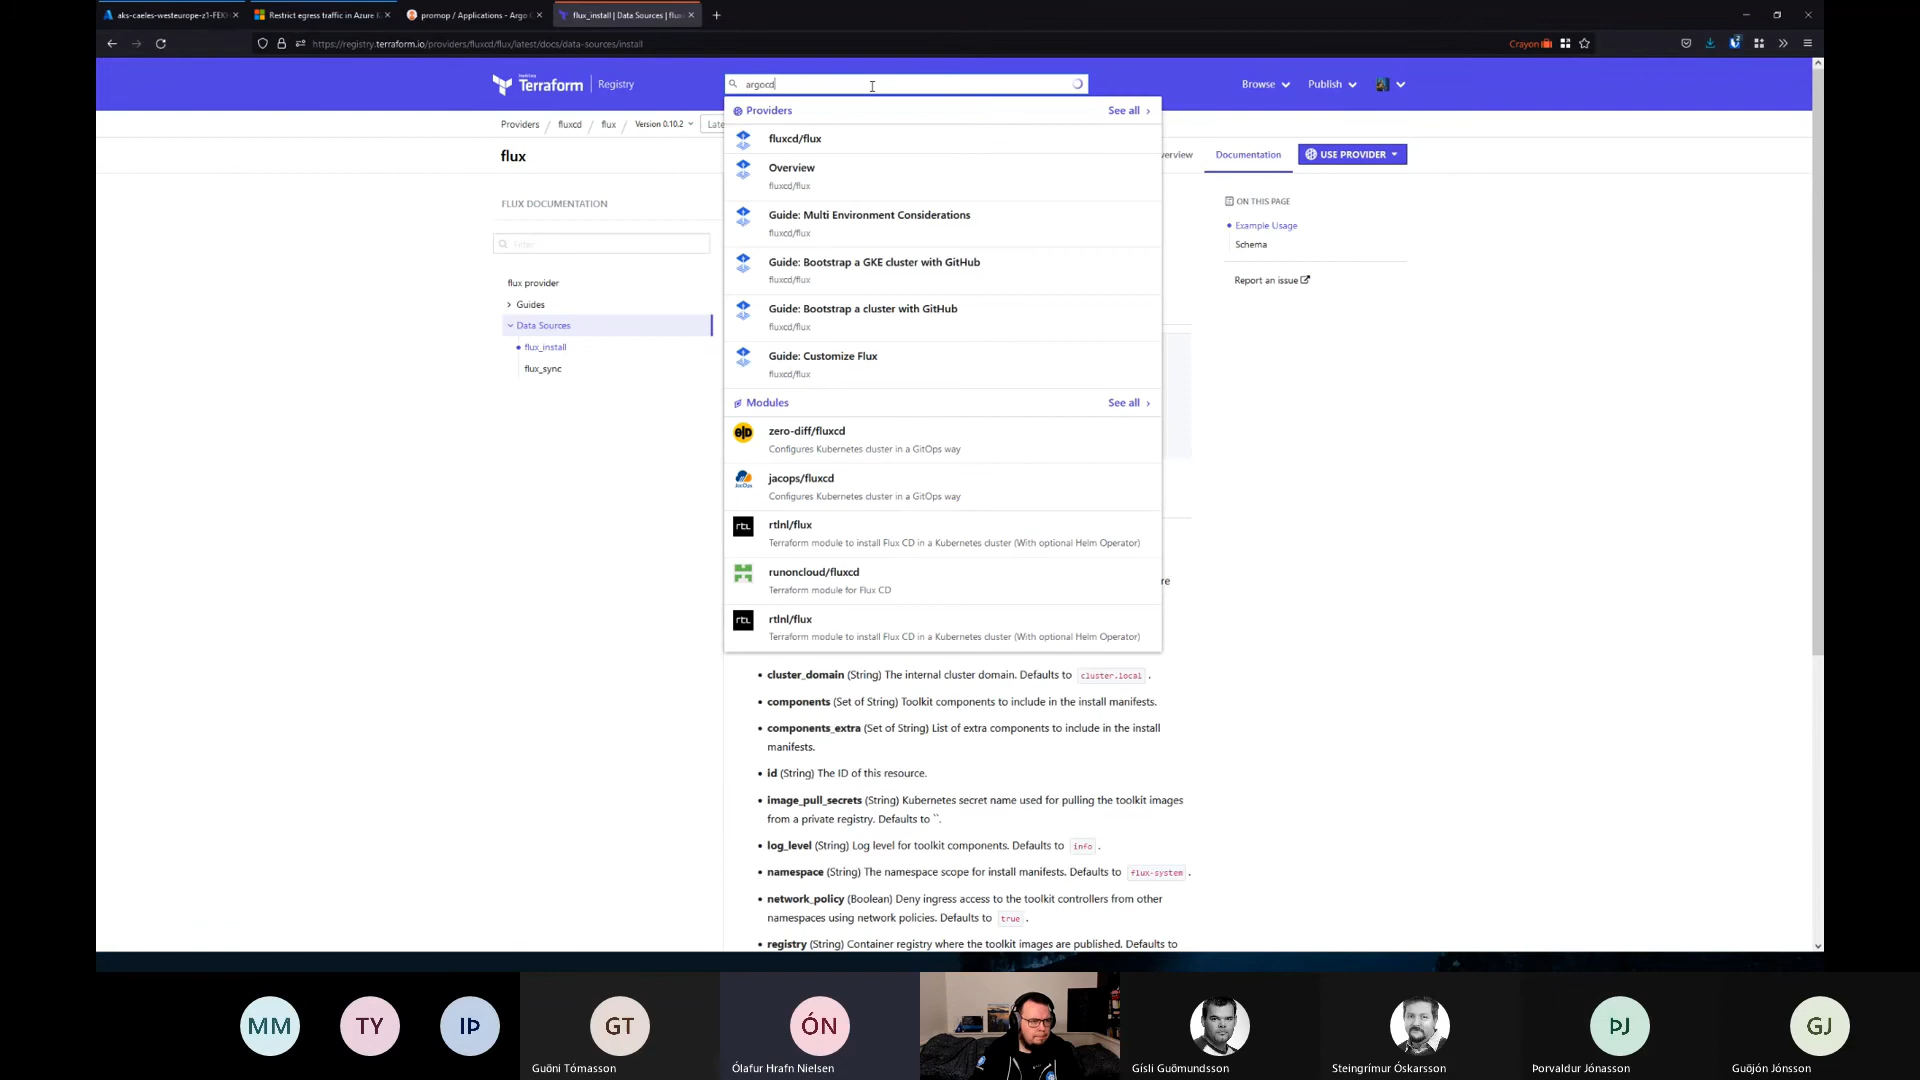 aks-caeles-westeurope-z1-FEK
Restrict egress traffic in Azure K
promop / Applications - Argo C
flux_install | Data Sources | flux
https://registry.terraform.io/providers/fluxcd/flux/latest/docs/data-sources/install
Crayon
Terraform
Registry
argocd
Browse
Publish
Providers
See all
Providers / fluxcd / flux / Version 0.10.2
Late
fluxcd/flux
flux
erview
Documentation
USE PROVIDER
Overview
fluxcd/flux
FLUX DOCUMENTATION
ON THIS PAGE
Guide: Multi Environment Considerations
fluxcd/flux
Example Usage
Filter
Schema
Guide: Bootstrap a GKE cluster with GitHub
fluxcd/flux
Report an issue
flux provider
Guides
Guide: Bootstrap a cluster with GitHub
fluxcd/flux
Data Sources
flux_install
Guide: Customize Flux
fluxcd/flux
flux_sync
Modules
See all
zero-diff/fluxcd
Configures Kubernetes cluster in a GitOps way
jacops/fluxcd
Configures Kubernetes cluster in a GitOps way
rtlnl/flux
Terraform module to install Flux CD in a Kubernetes cluster (With optional Helm Operator)
runoncloud/fluxcd
re
Terraform module for Flux CD
rtlnl/flux
Terraform module to install Flux CD in a Kubernetes cluster (With optional Helm Operator)
• cluster_domain (String) The internal cluster domain. Defaults to cluster.local .
• components (Set of String) Toolkit components to include in the install manifests.
• components_extra (Set of String) List of extra components to include in the install
manifests.
• id (String) The ID of this resource.
• image_pull_secrets (String) Kubernetes secret name used for pulling the toolkit images
from a private registry. Defaults to ``.
• log_level (String) Log level for toolkit components. Defaults to info .
• namespace (String) The namespace scope for install manifests. Defaults to flux-system .
• network_policy (Boolean) Deny ingress access to the toolkit controllers from other
namespaces using network policies. Defaults to true .
• registry (String) Container registry where the toolkit images are published. Defaults to
MM
TY
IÞ
GT
ÓN
ÞJ
GJ
Guðni Tómasson
Ólafur Hrafn Nielsen
Gísli Guðmundsson
Steingrímur Óskarsson
Þorvaldur Jónasson
Guðjón Jónsson